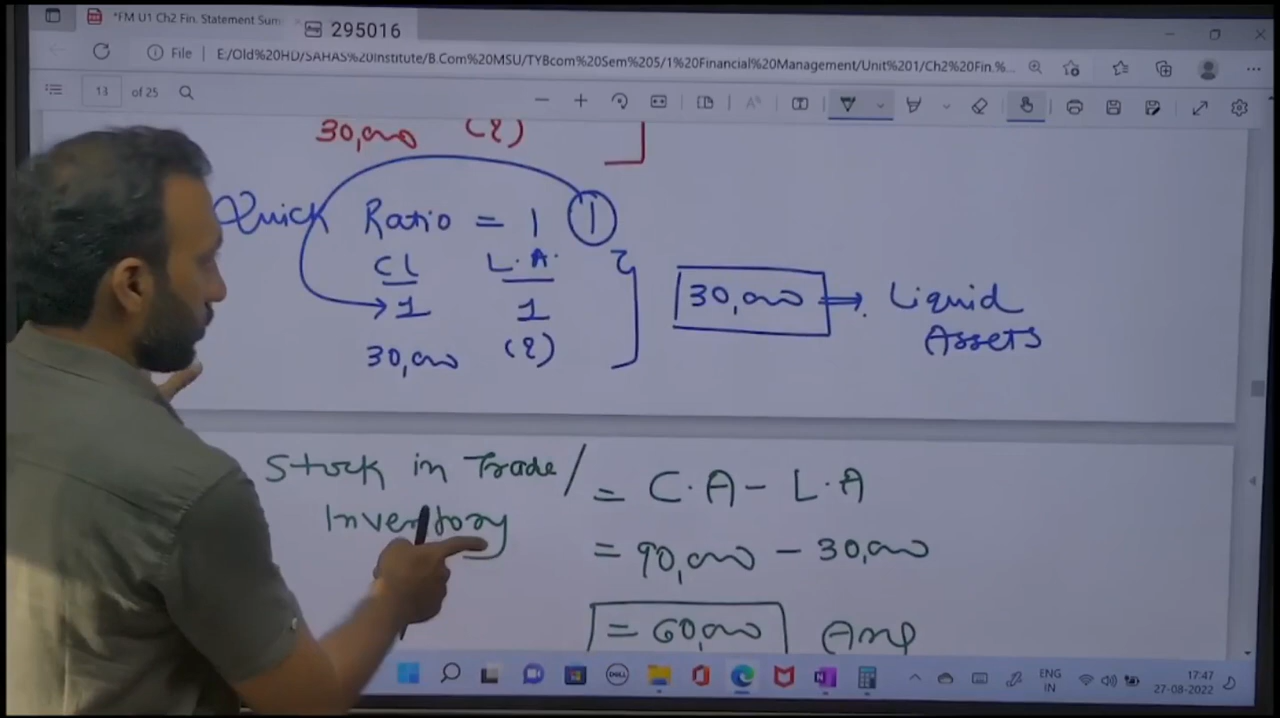 *FM U1 Ch2 Fin. Statement Sum
295016
File E:/Old%20HD/SAHAS%20Institute/B.Com%20MSU/TYBcom%20Sem%205/1%20Financial%20Management/Unit%201/Ch2%20Fin.%...
13 of 25
30,000 (?)
Quick Ratio = 1 1
CL L.A.
1 1
30,000 (?)
30,000 → Liquid
Assets
Stock in Trade/
Inventory
= C.A - L.A
= 90,000 - 30,000
= 60,000 Ans
DELL
ENG
IN
17:47
27-08-2022